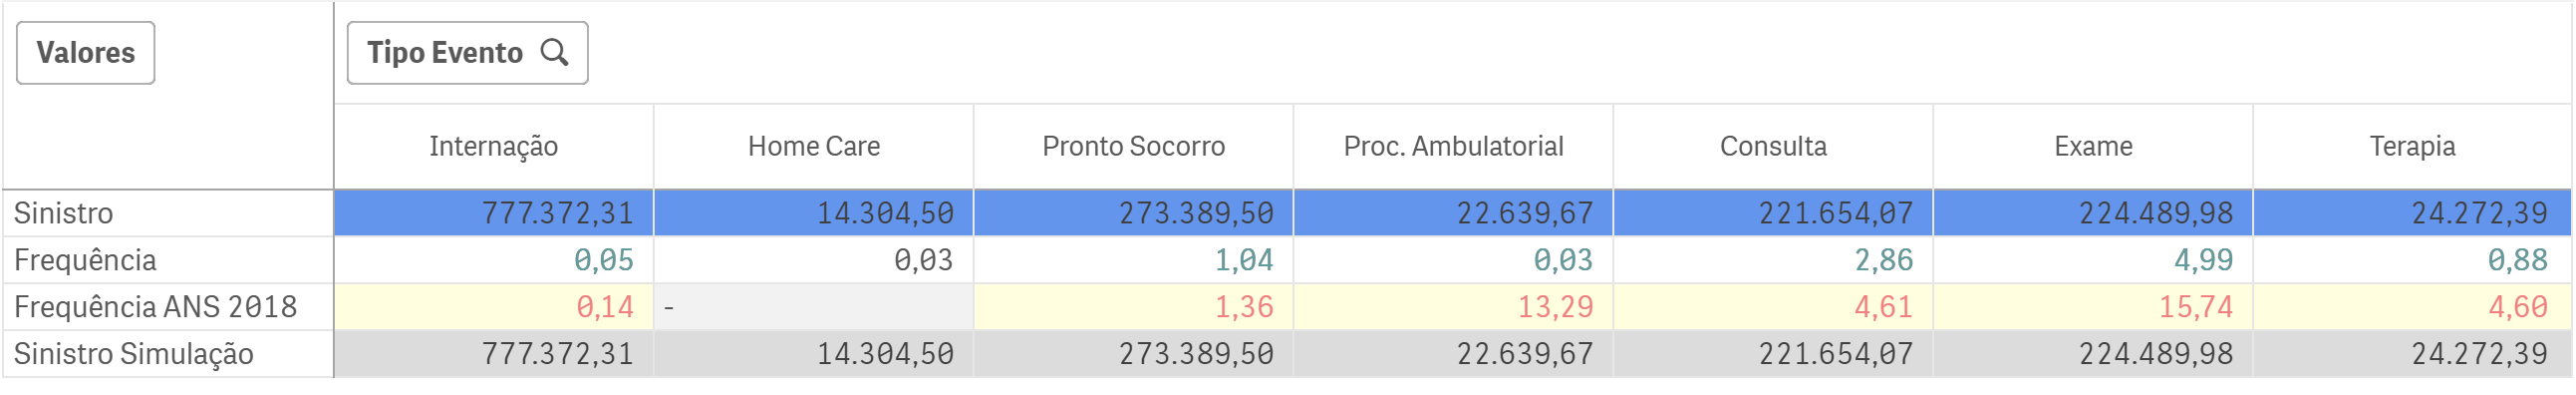 Valores Tipo Evento
Internação Home Care Pronto Socorro Proc. Ambulatorial Consulta Exame Terapia
Sinistro 777.372,31 14.304,50 273.389,50 22.639,67 221.654,07 224.489,98 24.272,39
Frequência 0,05 0,03 1,04 0,03 2,86 4,99 0,88
Frequência ANS 2018 0,14 - 1,36 13,29 4,61 15,74 4,60
Sinistro Simulação 777.372,31 14.304,50 273.389,50 22.639,67 221.654,07 224.489,98 24.272,39